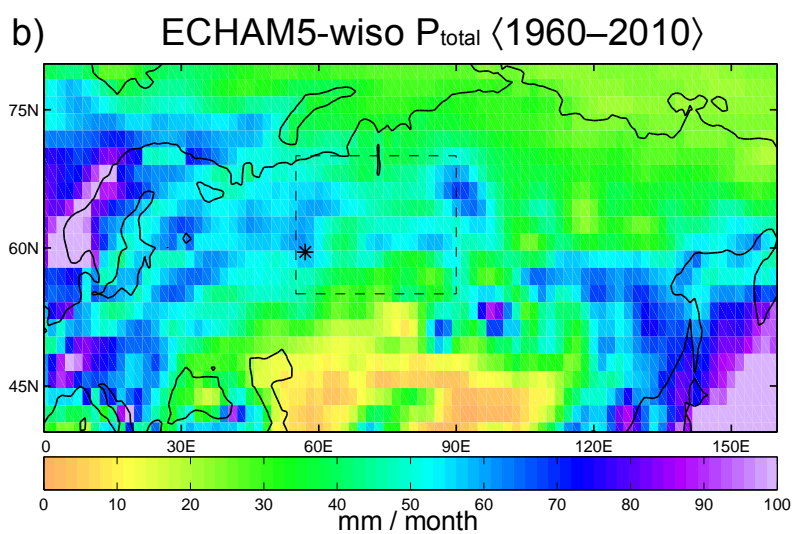 b) ECHAM5-wiso Ptotal ⟨1960–2010⟩
75N
60N
45N
0 30E 60E 90E 120E 150E
0 10 20 30 40 50 60 70 80 90 100
mm / month